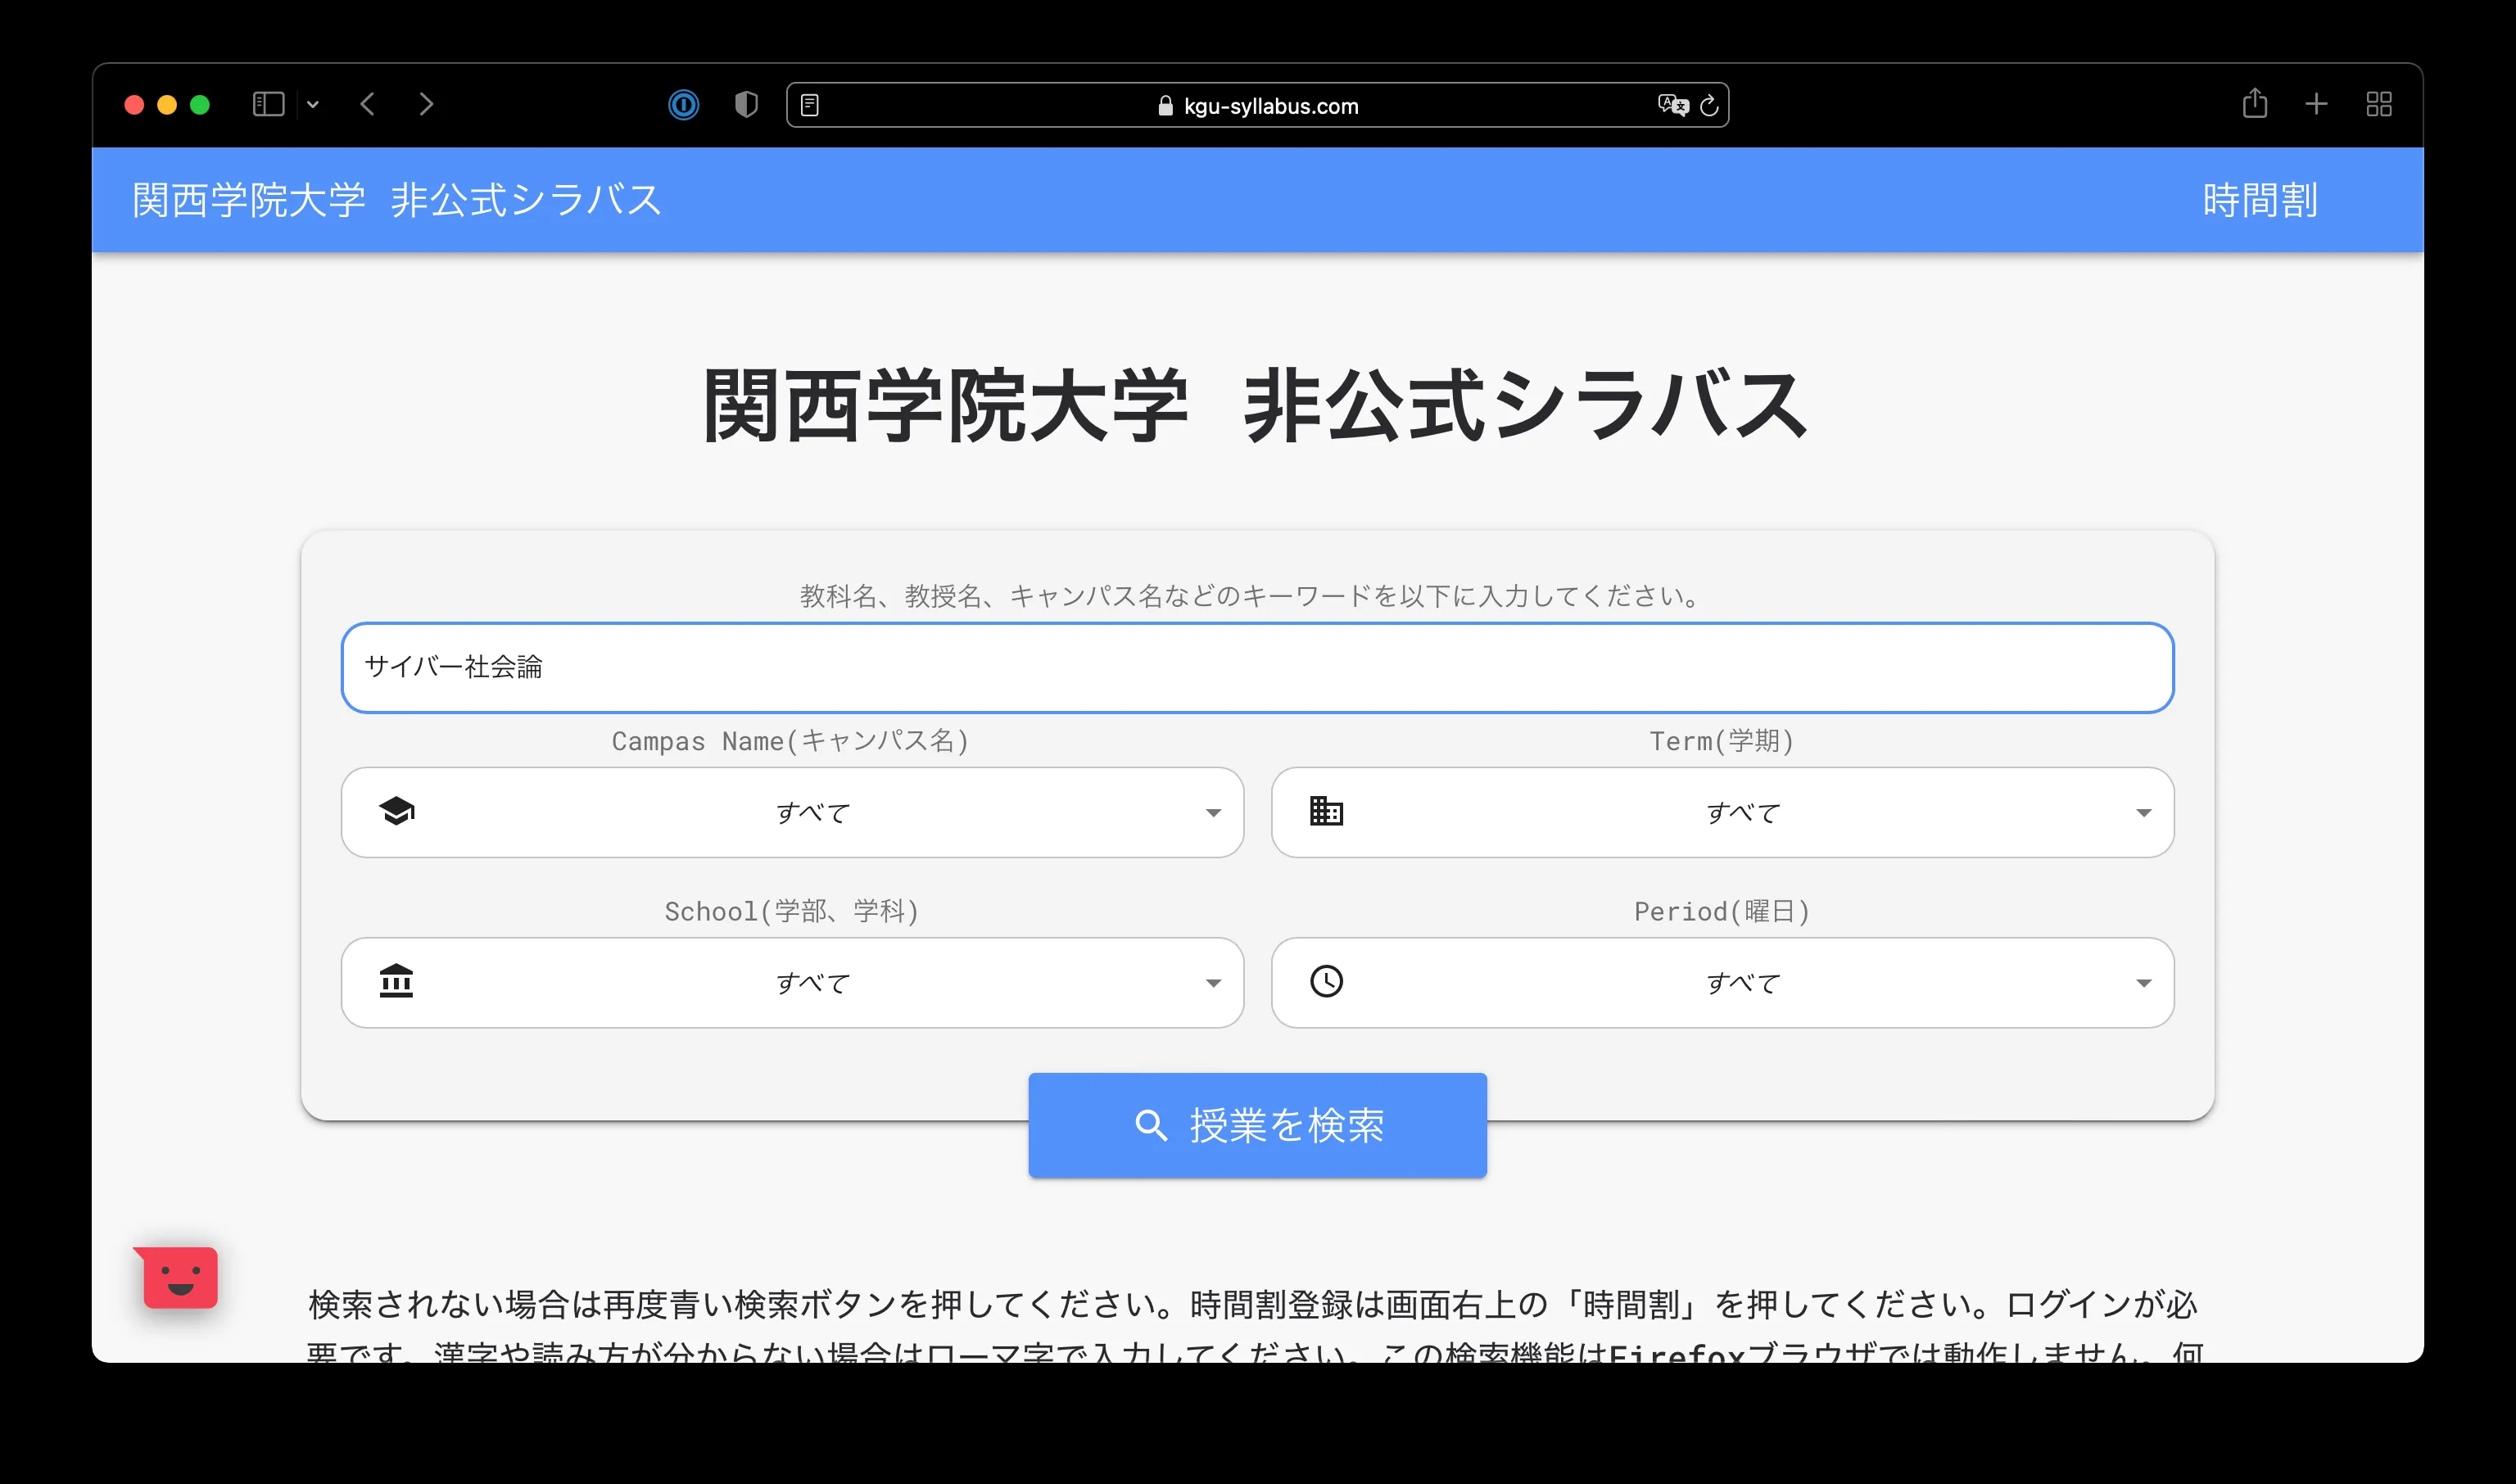 kgu-syllabus.com
関西学院大学 非公式シラバス
時間割
関西学院大学 非公式シラバス
教科名、教授名、キャンパス名などのキーワードを以下に入力してください。
サイバー社会論
Campas Name(キャンパス名)
Term(学期)
すべて
すべて
School(学部、学科)
Period(曜日)
すべて
すべて
授業を検索
検索されない場合は再度青い検索ボタンを押してください。時間割登録は画面右上の「時間割」を押してください。ログインが必
要です。漢字や読み方が分からない場合はローマ字で入力してください。この検索機能はFirefoxブラウザでは動作しません。何